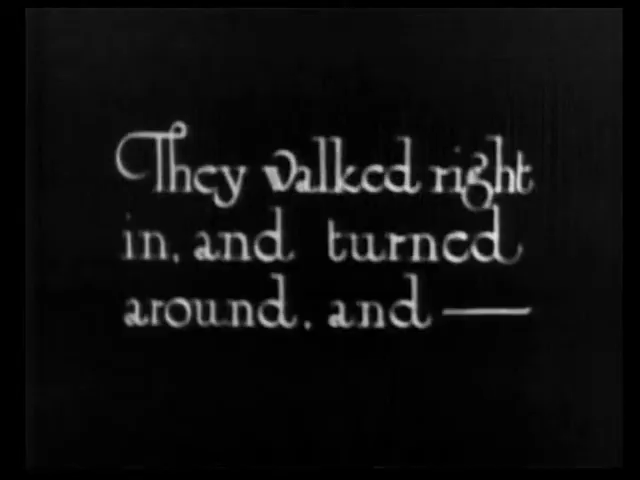 They walked right
in, and turned
around, and —